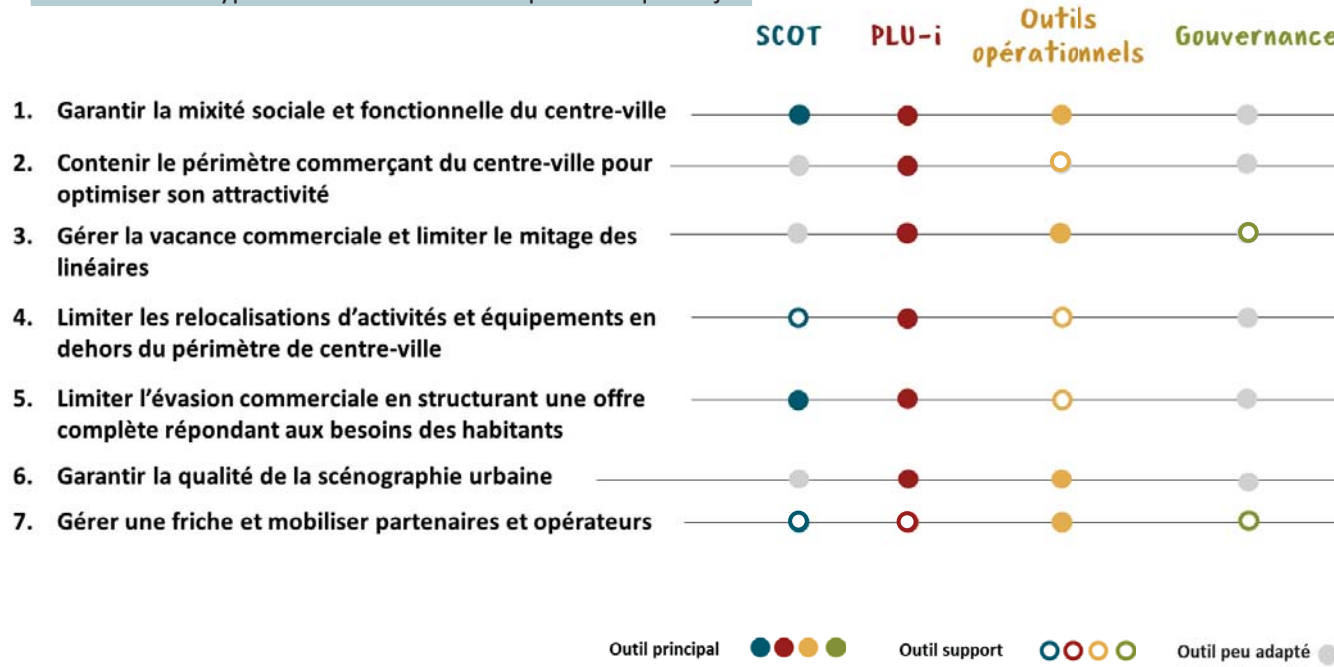 SCOT PLU-i Outils opérationnels Gouvernance
1. Garantir la mixité sociale et fonctionnelle du centre-ville
2. Contenir le périmètre commerçant du centre-ville pour
optimiser son attractivité
3. Gérer la vacance commerciale et limiter le mitage des
linéaires
4. Limiter les relocalisations d’activités et équipements en
dehors du périmètre de centre-ville
5. Limiter l’évasion commerciale en structurant une offre
complète répondant aux besoins des habitants
6. Garantir la qualité de la scénographie urbaine
7. Gérer une friche et mobiliser partenaires et opérateurs
Outil principal Outil support Outil peu adapté